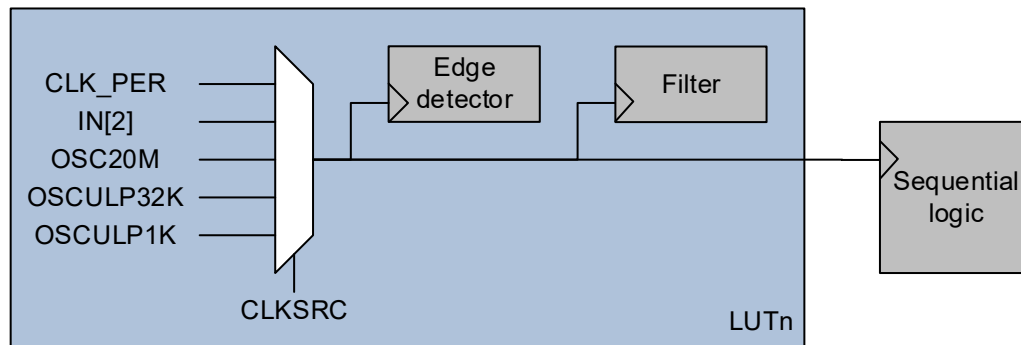 Edge
detector
Filter
CLK_PER
IN[2]
OSC20M
OSCULP32K
OSCULP1K
Sequential
logic
CLKSRC
LUTn